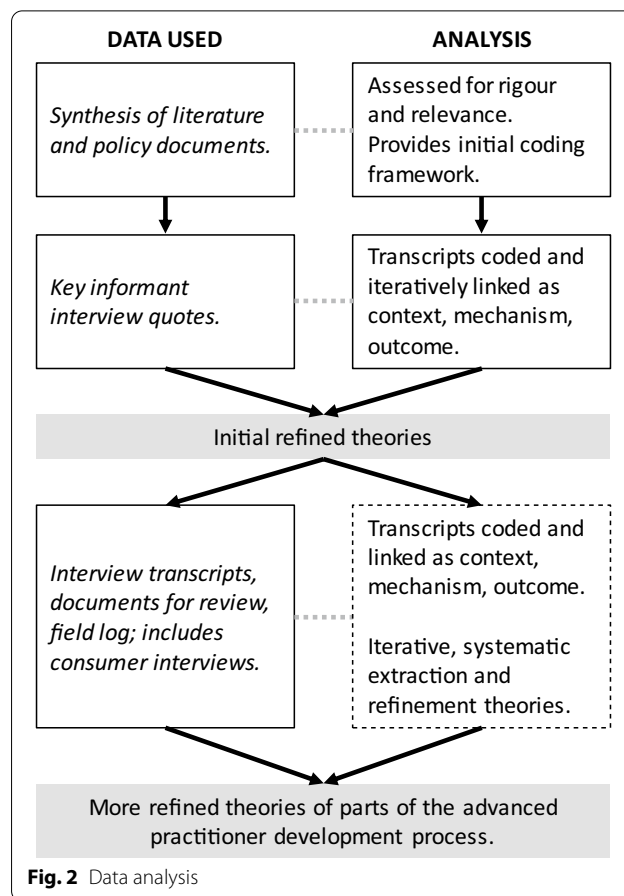 DATA USED
ANALYSIS
Synthesis of literature
and policy documents.
Assessed for rigour
and relevance.
Provides initial coding
framework.
Key informant
interview quotes.
Transcripts coded and
iteratively linked as
context, mechanism,
outcome.
Initial refined theories
Interview transcripts,
documents for review,
field log; includes
consumer interviews.
Transcripts coded and
linked as context,
mechanism, outcome.
Iterative, systematic
extraction and
refinement theories.
More refined theories of parts of the advanced
practitioner development process.
Fig. 2 Data analysis